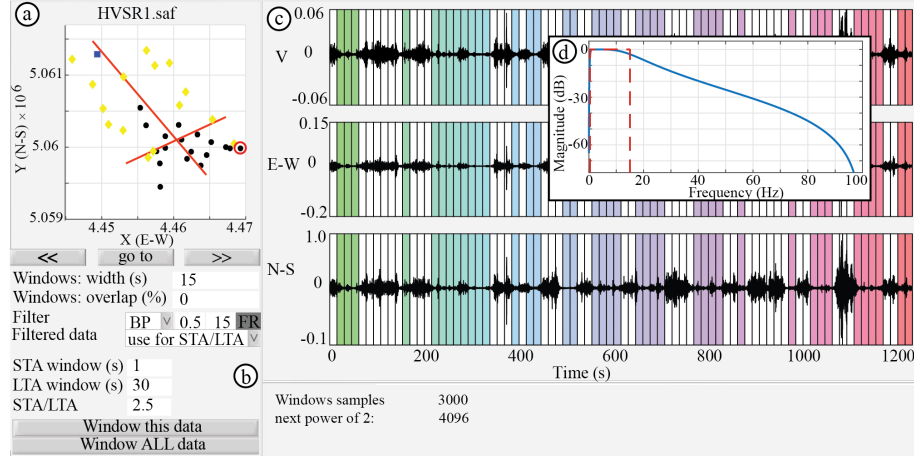 a
HVSR1.saf
5.061
5.06
5.059
Y (N-S) × 10⁶
4.45 4.46 4.47
X (E-W)
<< go to >>
Windows: width (s) 15
Windows: overlap (%) 0
Filter BP V 0.5 15 FR
Filtered data use for STA/LTA V
STA window (s) 1
LTA window (s) 30
STA/LTA 2.5
b
Window this data
Window ALL data
c
0.06
V 0
-0.06
0.15
E-W 0
-0.2
1.0
N-S 0
-0.1
0 200 400 600 800 1000 1200
Time (s)
d
0
-30
-60
Magnitude (dB)
0 20 40 60 80 100
Frequency (Hz)
Windows samples 3000
next power of 2: 4096